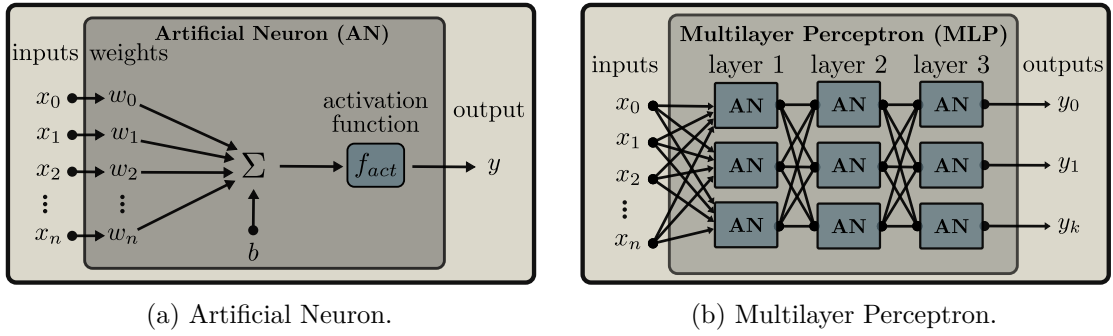 Artificial Neuron (AN)
inputs weights
x₀ w₀
x₁ w₁
x₂ w₂
⋮ ⋮
xₙ wₙ
Σ
b
activation
function
f_act
output
y
(a) Artificial Neuron.
Multilayer Perceptron (MLP)
inputs
layer 1 layer 2 layer 3
outputs
x₀
x₁
x₂
⋮
xₙ
AN AN AN
AN AN AN
AN AN AN
y₀
y₁
yₖ
(b) Multilayer Perceptron.